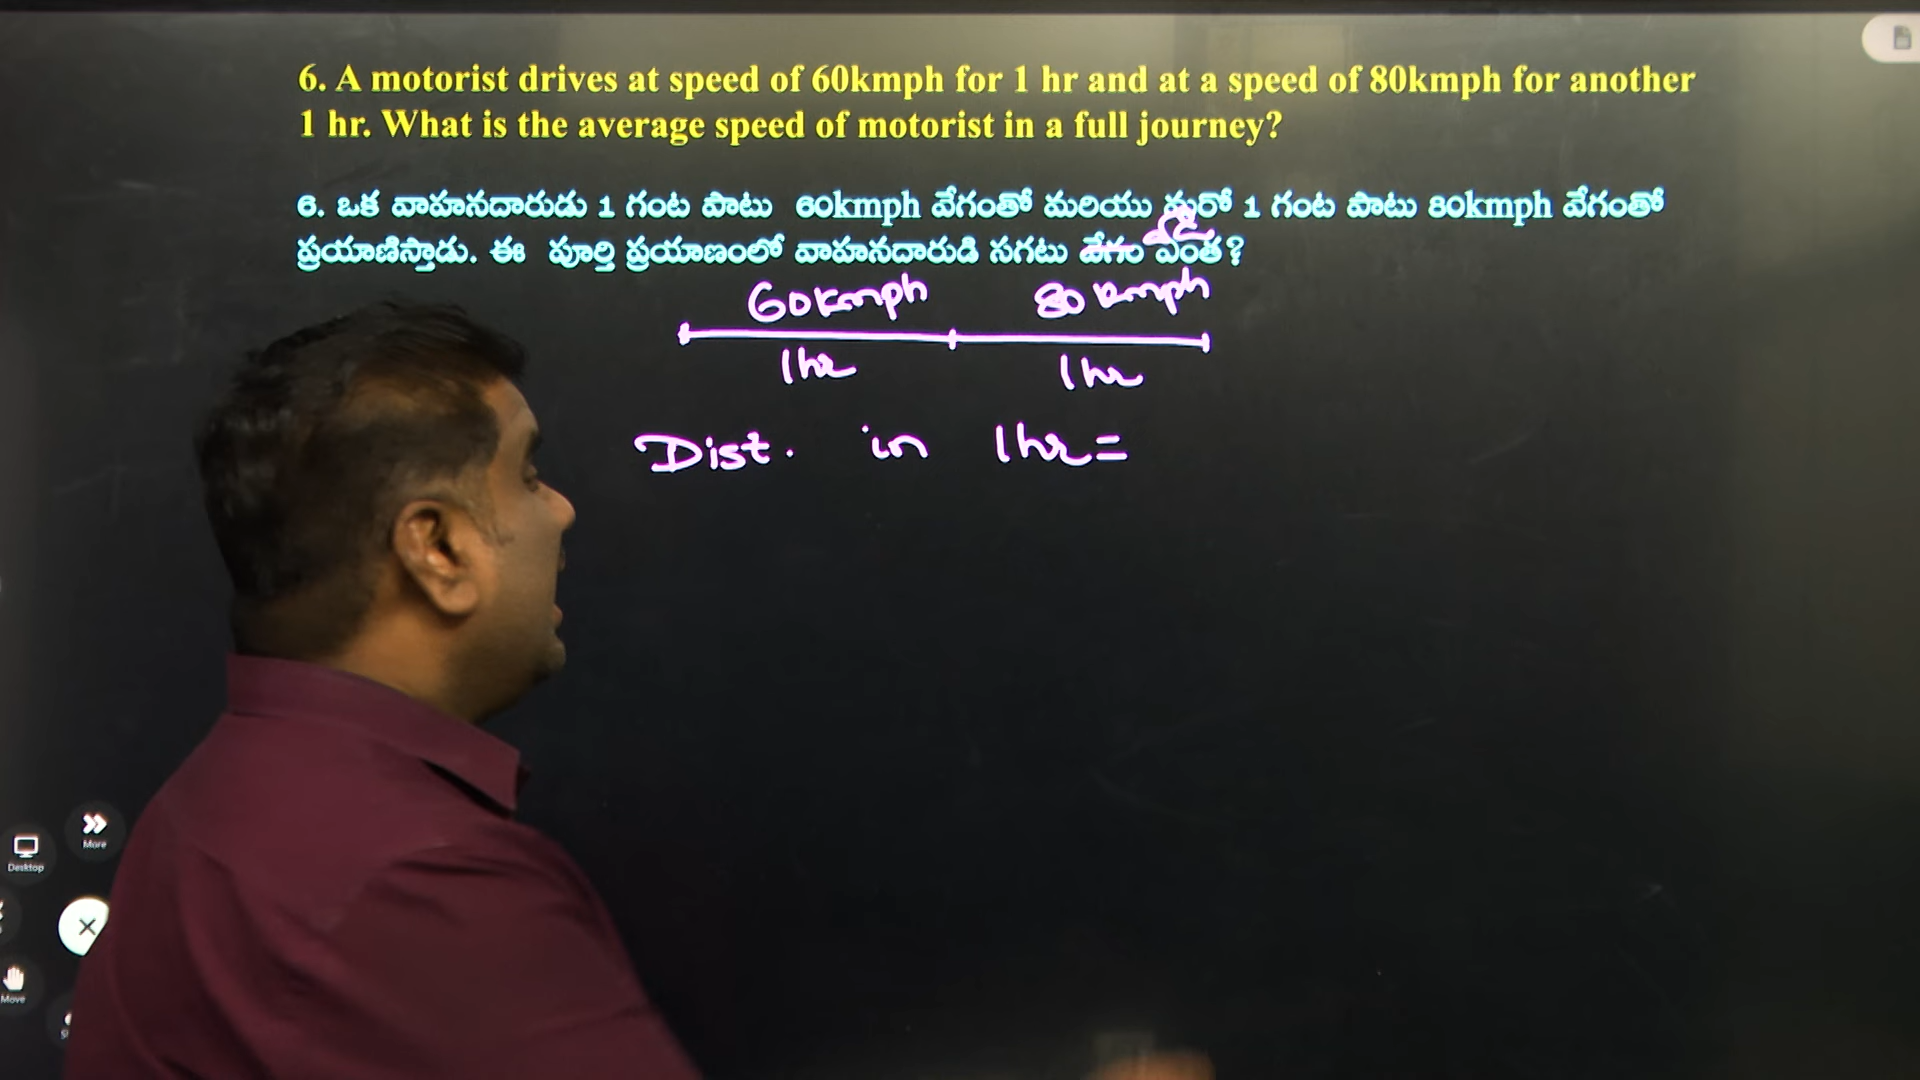 6. A motorist drives at speed of 60kmph for 1 hr and at a speed of 80kmph for another
1 hr. What is the average speed of motorist in a full journey?
6. ఒక వాహనదారుడు 1 గంట పాటు 60kmph వేగంతో మరియు మరో 1 గంట పాటు 80kmph వేగంతో
ప్రయాణిస్తాడు. ఈ పూర్తి ప్రయాణంలో వాహనదారుడి సగటు వేగం ఎంత?
60kmph 80kmph
1hr 1hr
Dist. in 1hr=
More
Desktop
Move